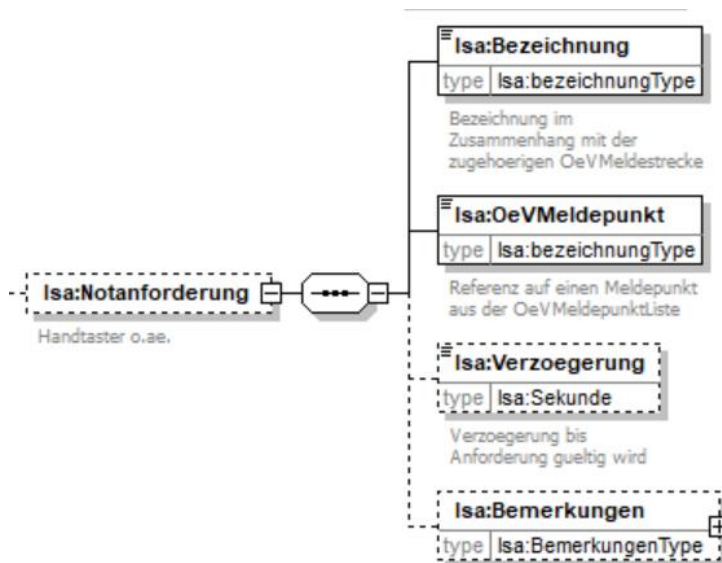 lsa:Bezeichnung
type lsa:bezeichnungType
Bezeichnung im
Zusammenhang mit der
zugehoerigen OeVMeldestrecke
lsa:OeVMeldepunkt
type lsa:bezeichnungType
Referenz auf einen Meldepunkt
aus der OeVMeldepunktListe
lsa:Notanforderung
Handtaster o.ae.
lsa:Verzoegerung
type lsa:Sekunde
Verzoegerung bis
Anforderung gueltig wird
lsa:Bemerkungen
type lsa:BemerkungenType